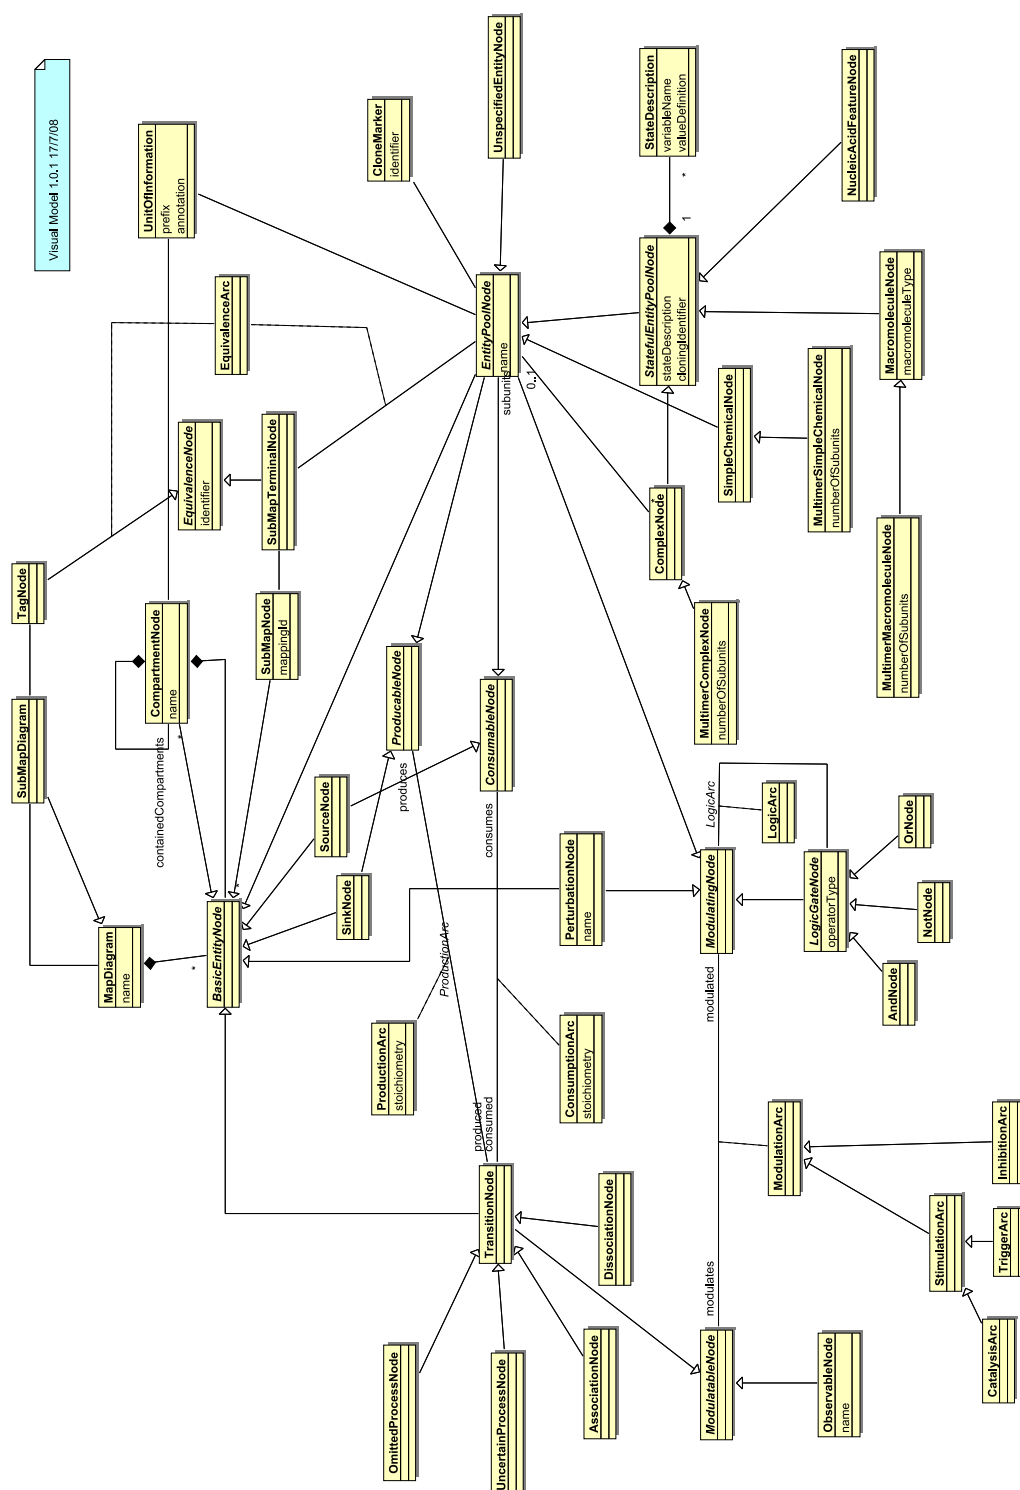 Visual Model 1.0.1 17/7/08
UnitOfInformation
prefix
annotation
CloneMarker
identifier
UnspecifiedEntityNode
StateDescription
variableName
valueDefinition
NucleicAcidFeatureNode
EquivalenceArc
EntityPoolNode
name
subunits
0..1
*
1
StatefulEntityPoolNode
stateDescription
cloningIdentifier
MacromoleculeNode
macromoleculeType
EquivalenceNode
identifier
SubMapTerminalNode
SimpleChemicalNode
MultimerSimpleChemicalNode
numberOfSubunits
ComplexNode
*
MultimerMacromoleculeNode
numberOfSubunits
TagNode
CompartmentNode
name
containedCompartments
*
SubMapNode
mappingId
MultimerComplexNode
numberOfSubunits
SubMapDiagram
ProducableNode
produces
ConsumableNode
consumes
SourceNode
SinkNode
PerturbationNode
name
LogicArc
LogicArc
ModulatingNode
modulated
LogicGateNode
operatorType
OrNode
NotNode
AndNode
MapDiagram
name
*
BasicEntityNode
*
ProductionArc
ProductionArc
stoichiometry
ConsumptionArc
stoichiometry
produced
consumed
TransitionNode
DissociationNode
ModulationArc
InhibitionArc
StimulationArc
TriggerArc
CatalysisArc
modulates
OmittedProcessNode
UncertainProcessNode
AssociationNode
ModulatableNode
ObservableNode
name